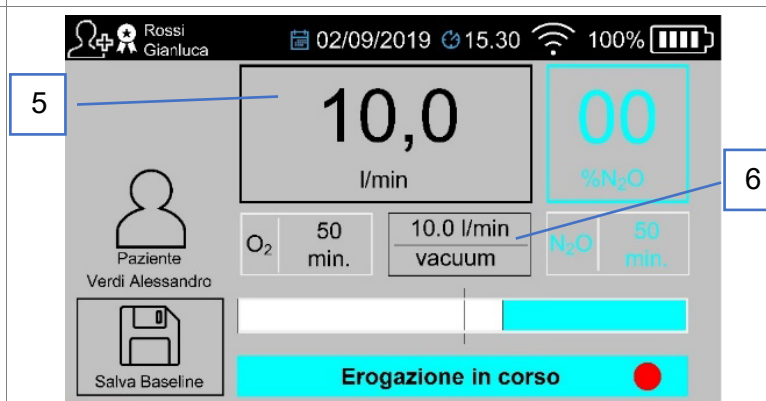 Rossi
Gianluca
02/09/2019 15.30 100%
5
10,0
l/min
00
%N₂O
6
O₂
50
min.
10.0 l/min
vacuum
N₂O
50
min.
Paziente
Verdi Alessandro
Salva Baseline
Erogazione in corso